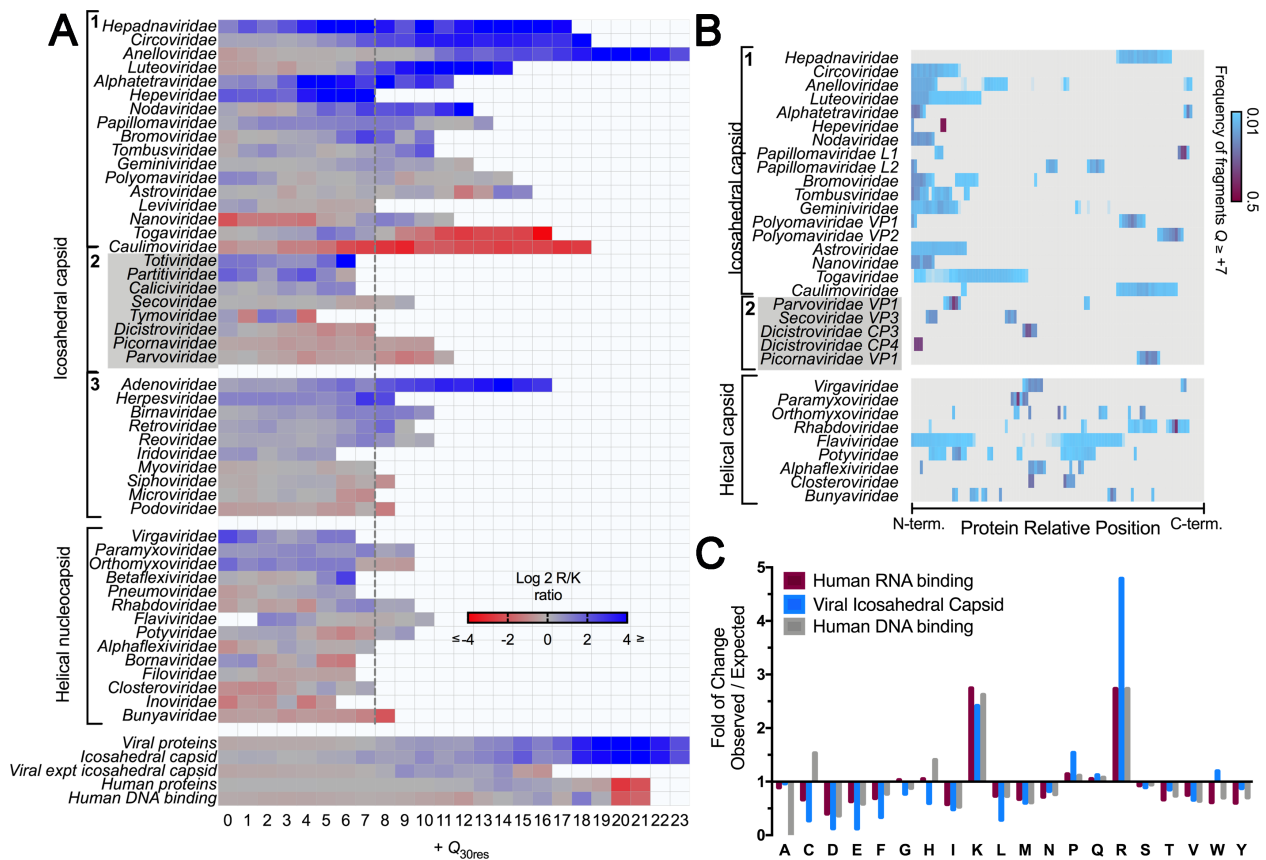 A
1
Hepadnaviridae
Circoviridae
Anelloviridae
Luteoviridae
Alphatetraviridae
Hepeviridae
Nodaviridae
Papillomaviridae
Bromoviridae
Tombusviridae
Geminiviridae
Polyomaviridae
Astroviridae
Leviviridae
Nanoviridae
Togaviridae
Caulimoviridae
2
Totiviridae
Partitiviridae
Caliciviridae
Secoviridae
Tymoviridae
Dicistroviridae
Picornaviridae
Parvoviridae
3
Adenoviridae
Herpesviridae
Birnaviridae
Retroviridae
Reoviridae
Iridoviridae
Myoviridae
Siphoviridae
Microviridae
Podoviridae
Icosahedral capsid
Virgaviridae
Paramyxoviridae
Orthomyxoviridae
Betaflexiviridae
Pneumoviridae
Rhabdoviridae
Flaviviridae
Potyviridae
Alphaflexiviridae
Bornaviridae
Filoviridae
Closteroviridae
Inoviridae
Bunyaviridae
Helical nucleocapsid
Log 2 R/K
ratio
≤ -4 -2 0 2 4 ≥
Viral proteins
Icosahedral capsid
Viral expt icosahedral capsid
Human proteins
Human DNA binding
0 1 2 3 4 5 6 7 8 9 10 11 12 13 14 15 16 17 18 19 20 21 22 23
+ Q30res
B
1
Hepadnaviridae
Circoviridae
Anelloviridae
Luteoviridae
Alphatetraviridae
Hepeviridae
Nodaviridae
Papillomaviridae L1
Papillomaviridae L2
Bromoviridae
Tombusviridae
Geminiviridae
Polyomaviridae VP1
Polyomaviridae VP2
Astroviridae
Nanoviridae
Togaviridae
Caulimoviridae
2
Parvoviridae VP1
Secoviridae VP3
Dicistroviridae CP3
Dicistroviridae CP4
Picornaviridae VP1
Icosahedral capsid
Virgaviridae
Paramyxoviridae
Orthomyxoviridae
Rhabdoviridae
Flaviviridae
Potyviridae
Alphaflexiviridae
Closteroviridae
Bunyaviridae
Helical capsid
N-term. Protein Relative Position C-term.
0.01
0.5
Frequency of fragments Q ≥ +7
C
Human RNA binding
Viral Icosahedral Capsid
Human DNA binding
Fold of Change
Observed / Expected
5
4
3
2
1
0
A C D E F G H I K L M N P Q R S T V W Y